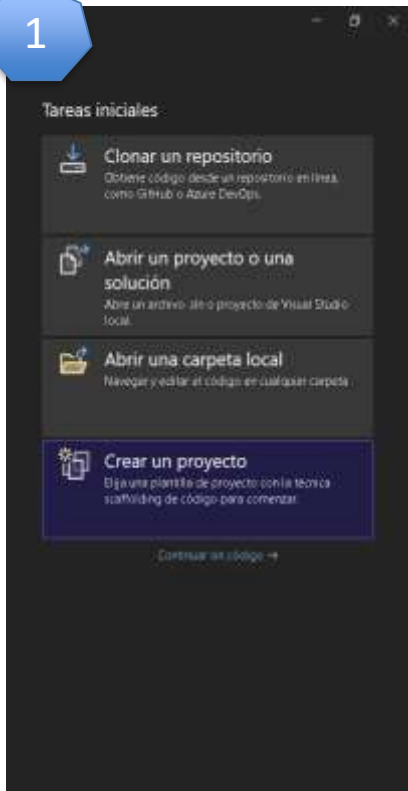 1
Tareas iniciales
Clonar un repositorio
Obtiene código desde un repositorio en línea,
como GitHub o Azure DevOps.
Abrir un proyecto o una
solución
Abre un archivo .sln o proyecto de Visual Studio
local.
Abrir una carpeta local
Navegar y editar el código en cualquier carpeta
Crear un proyecto
Elija una plantilla de proyecto con la técnica
scaffolding de código para comenzar.
Continuar sin código →